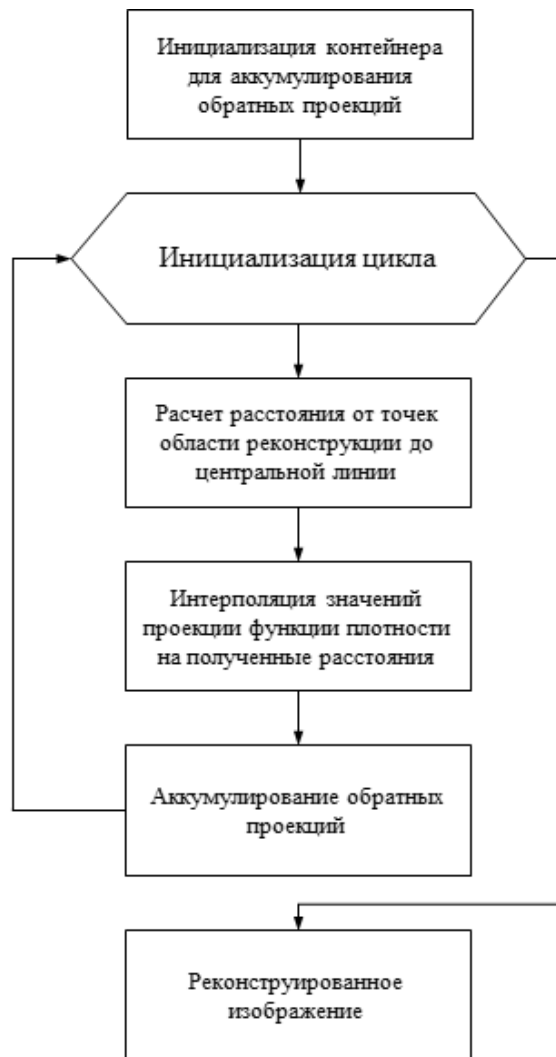 Инициализация контейнера
для аккумулирования
обратных проекций
Инициализация цикла
Расчет расстояния от точек
области реконструкции до
центральной линии
Интерполяция значений
проекции функции плотности
на полученные расстояния
Аккумулирование обратных
проекций
Реконструированное
изображение